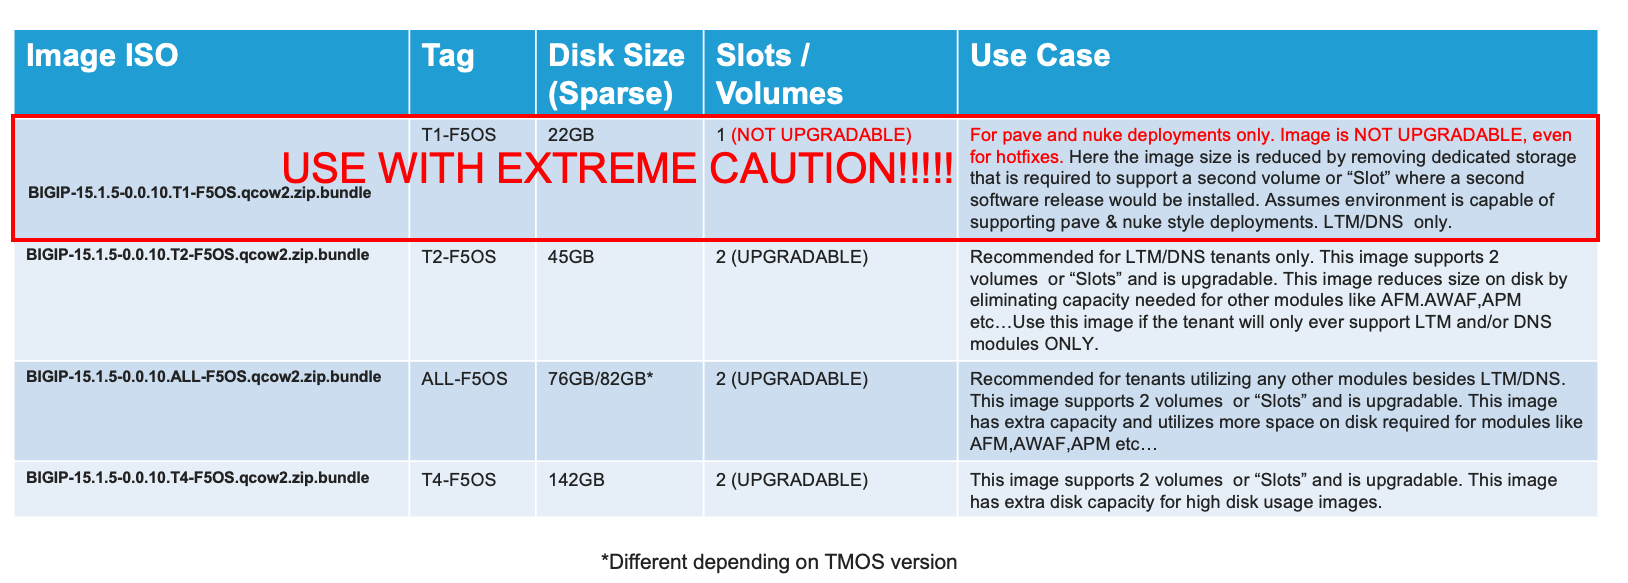 Image ISO
Tag
Disk Size
(Sparse)
Slots /
Volumes
Use Case
BIGIP-15.1.5-0.0.10.T1-F5OS.qcow2.zip.bundle
T1-F5OS
22GB
1 (NOT UPGRADABLE)
USE WITH EXTREME CAUTION!!!!!
For pave and nuke deployments only. Image is NOT UPGRADABLE, even
for hotfixes. Here the image size is reduced by removing dedicated storage
that is required to support a second volume or “Slot” where a second
software release would be installed. Assumes environment is capable of
supporting pave & nuke style deployments. LTM/DNS only.
BIGIP-15.1.5-0.0.10.T2-F5OS.qcow2.zip.bundle
T2-F5OS
45GB
2 (UPGRADABLE)
Recommended for LTM/DNS tenants only. This image supports 2
volumes or “Slots” and is upgradable. This image reduces size on disk by
eliminating capacity needed for other modules like AFM.AWAF,APM
etc…Use this image if the tenant will only ever support LTM and/or DNS
modules ONLY.
BIGIP-15.1.5-0.0.10.ALL-F5OS.qcow2.zip.bundle
ALL-F5OS
76GB/82GB*
2 (UPGRADABLE)
Recommended for tenants utilizing any other modules besides LTM/DNS.
This image supports 2 volumes or “Slots” and is upgradable. This image
has extra capacity and utilizes more space on disk required for modules like
AFM,AWAF,APM etc…
BIGIP-15.1.5-0.0.10.T4-F5OS.qcow2.zip.bundle
T4-F5OS
142GB
2 (UPGRADABLE)
This image supports 2 volumes or “Slots” and is upgradable. This image
has extra disk capacity for high disk usage images.
*Different depending on TMOS version